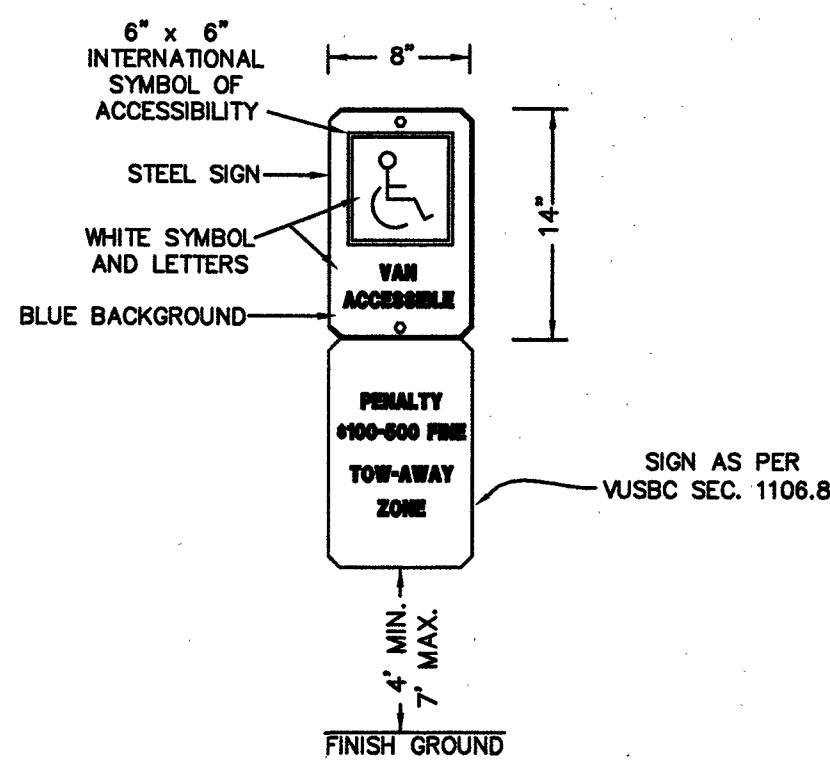 6" x 6"
INTERNATIONAL
SYMBOL OF
ACCESSIBILITY
8"
STEEL SIGN
14"
WHITE SYMBOL
AND LETTERS
VAN
ACCESSIBLE
BLUE BACKGROUND
PENALTY
$100-500 FINE
TOW-AWAY
ZONE
SIGN AS PER
VUSBC SEC. 1106.8
4' MIN.
7' MAX.
FINISH GROUND